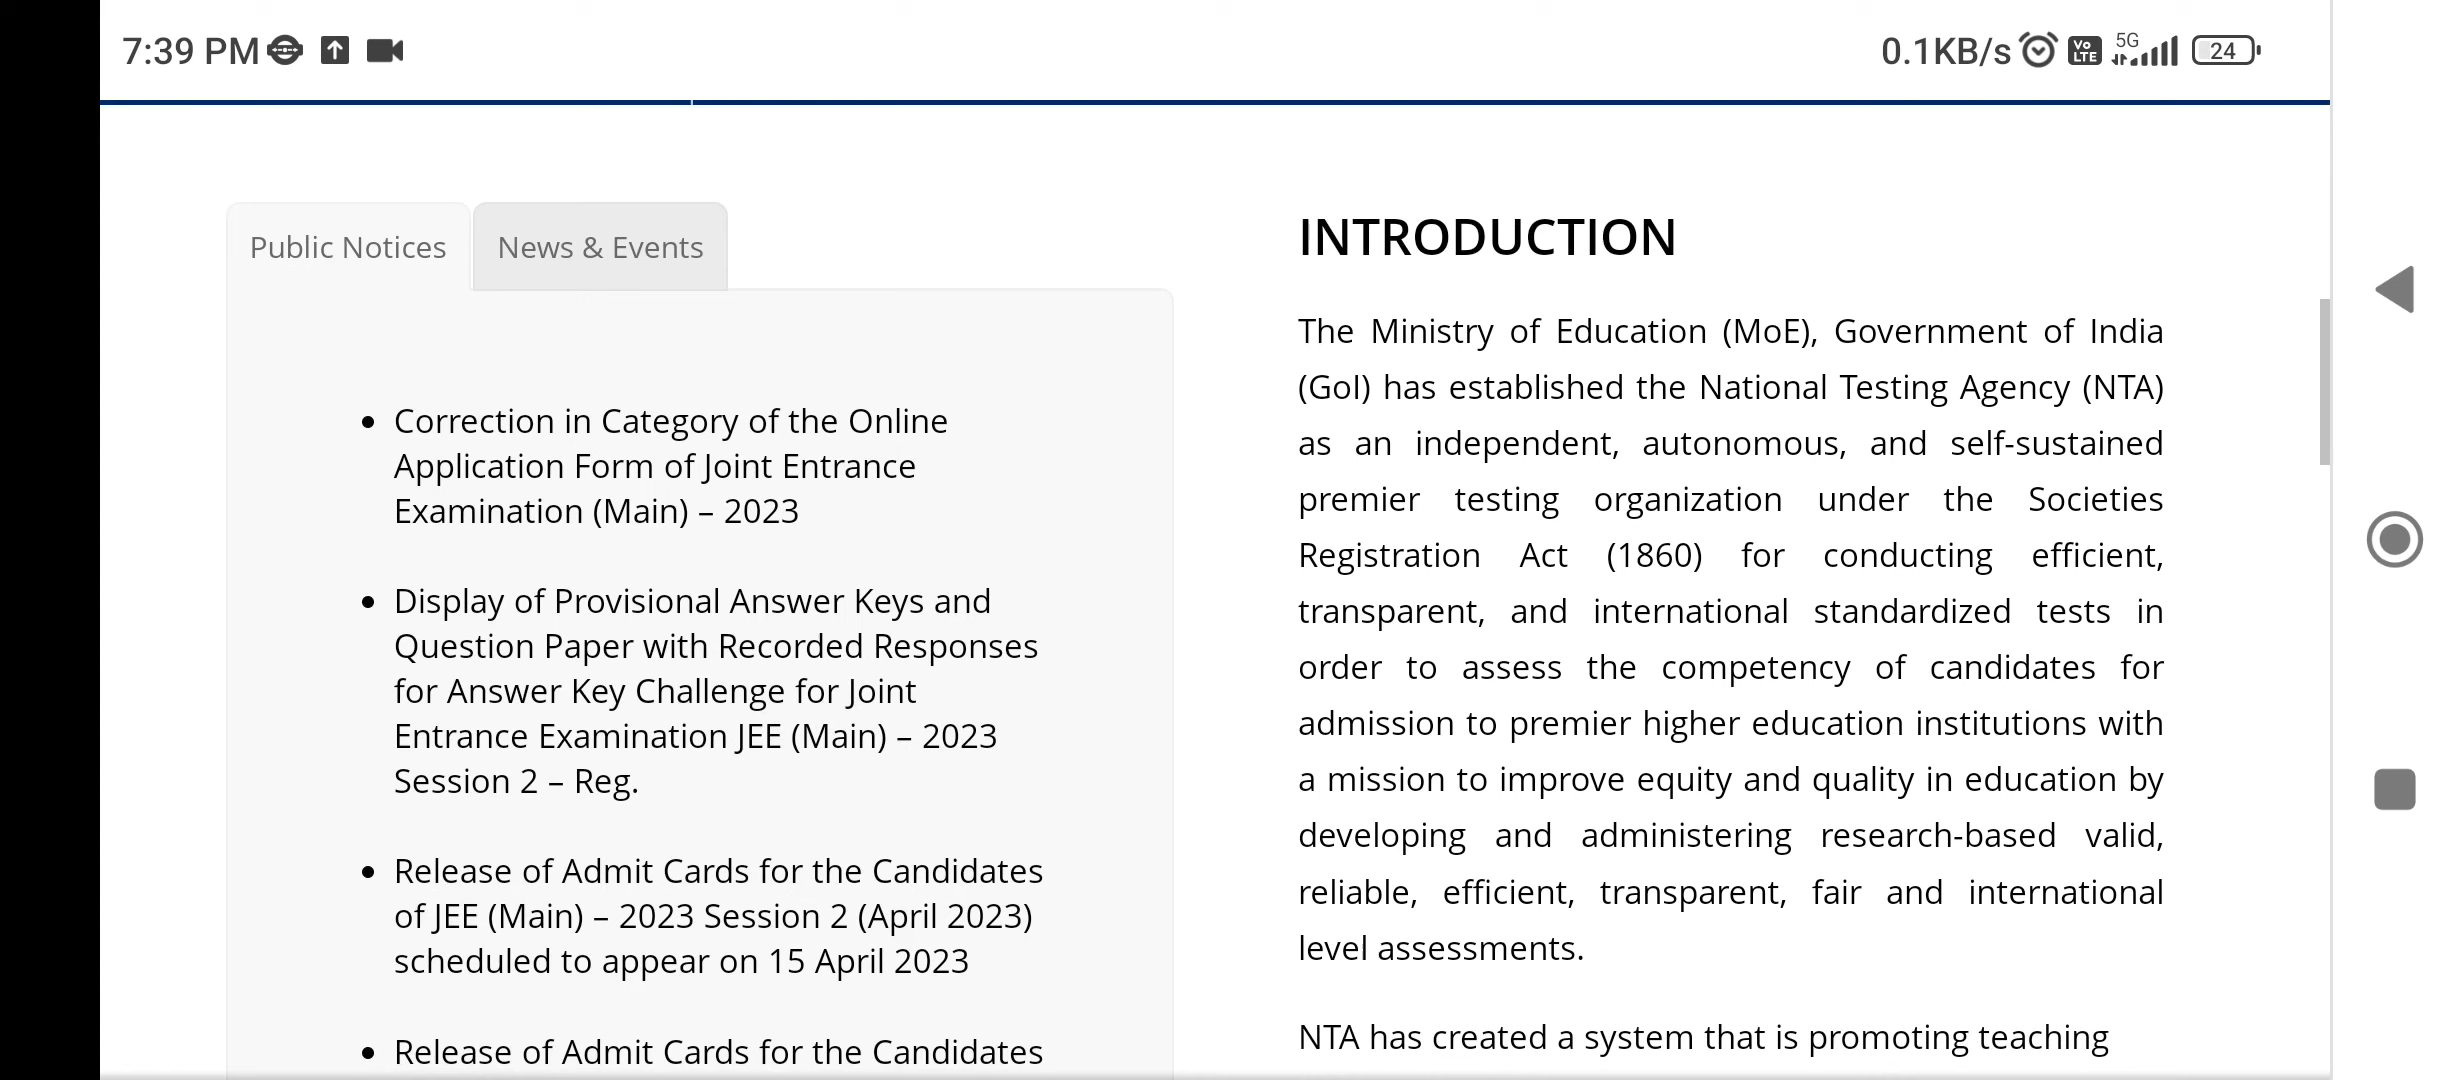 7:39 PM
0.1KB/s
Vo LTE
5G
24
Public Notices
News & Events
Correction in Category of the Online
Application Form of Joint Entrance
Examination (Main) – 2023
Display of Provisional Answer Keys and
Question Paper with Recorded Responses
for Answer Key Challenge for Joint
Entrance Examination JEE (Main) – 2023
Session 2 – Reg.
Release of Admit Cards for the Candidates
of JEE (Main) – 2023 Session 2 (April 2023)
scheduled to appear on 15 April 2023
Release of Admit Cards for the Candidates
INTRODUCTION
The Ministry of Education (MoE), Government of India
(GoI) has established the National Testing Agency (NTA)
as an independent, autonomous, and self-sustained
premier testing organization under the Societies
Registration Act (1860) for conducting efficient,
transparent, and international standardized tests in
order to assess the competency of candidates for
admission to premier higher education institutions with
a mission to improve equity and quality in education by
developing and administering research-based valid,
reliable, efficient, transparent, fair and international
level assessments.
NTA has created a system that is promoting teaching